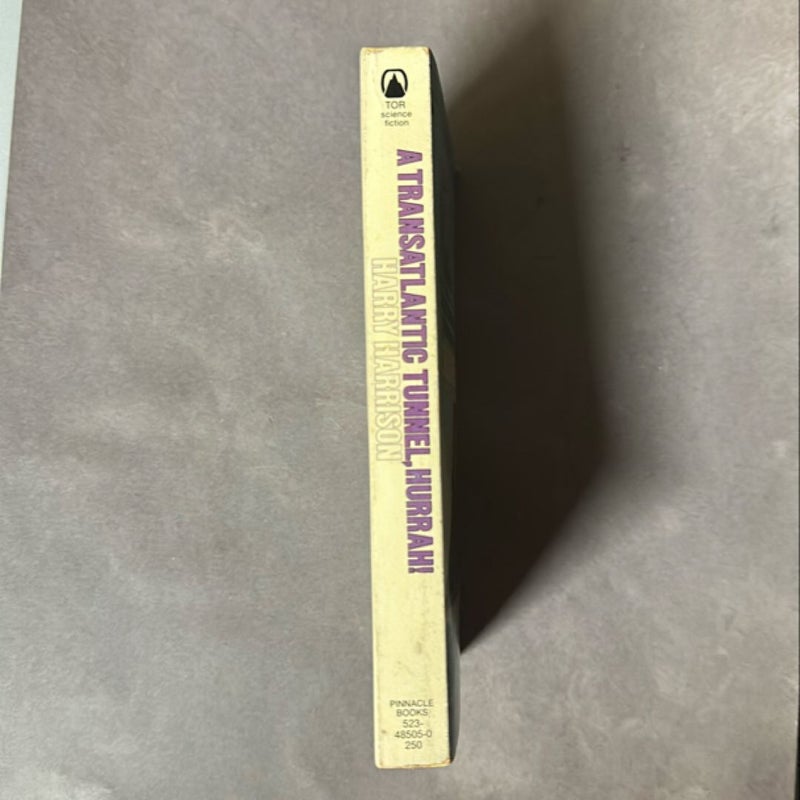 TOR
science
fiction
A TRANSATLANTIC TUNNEL, HURRAH!
HARRY HARRISON
PINNACLE
BOOKS
523-
48505-0
250